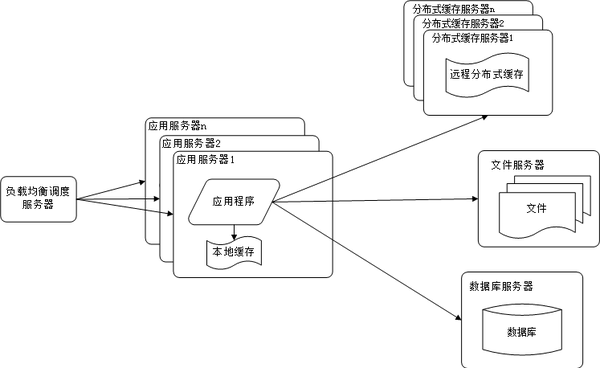 负载均衡调度
服务器
应用服务器n
应用服务器2
应用服务器1
应用程序
本地缓存
分布式缓存服务器n
分布式缓存服务器2
分布式缓存服务器1
远程分布式缓存
文件服务器
文件
数据库服务器
数据库